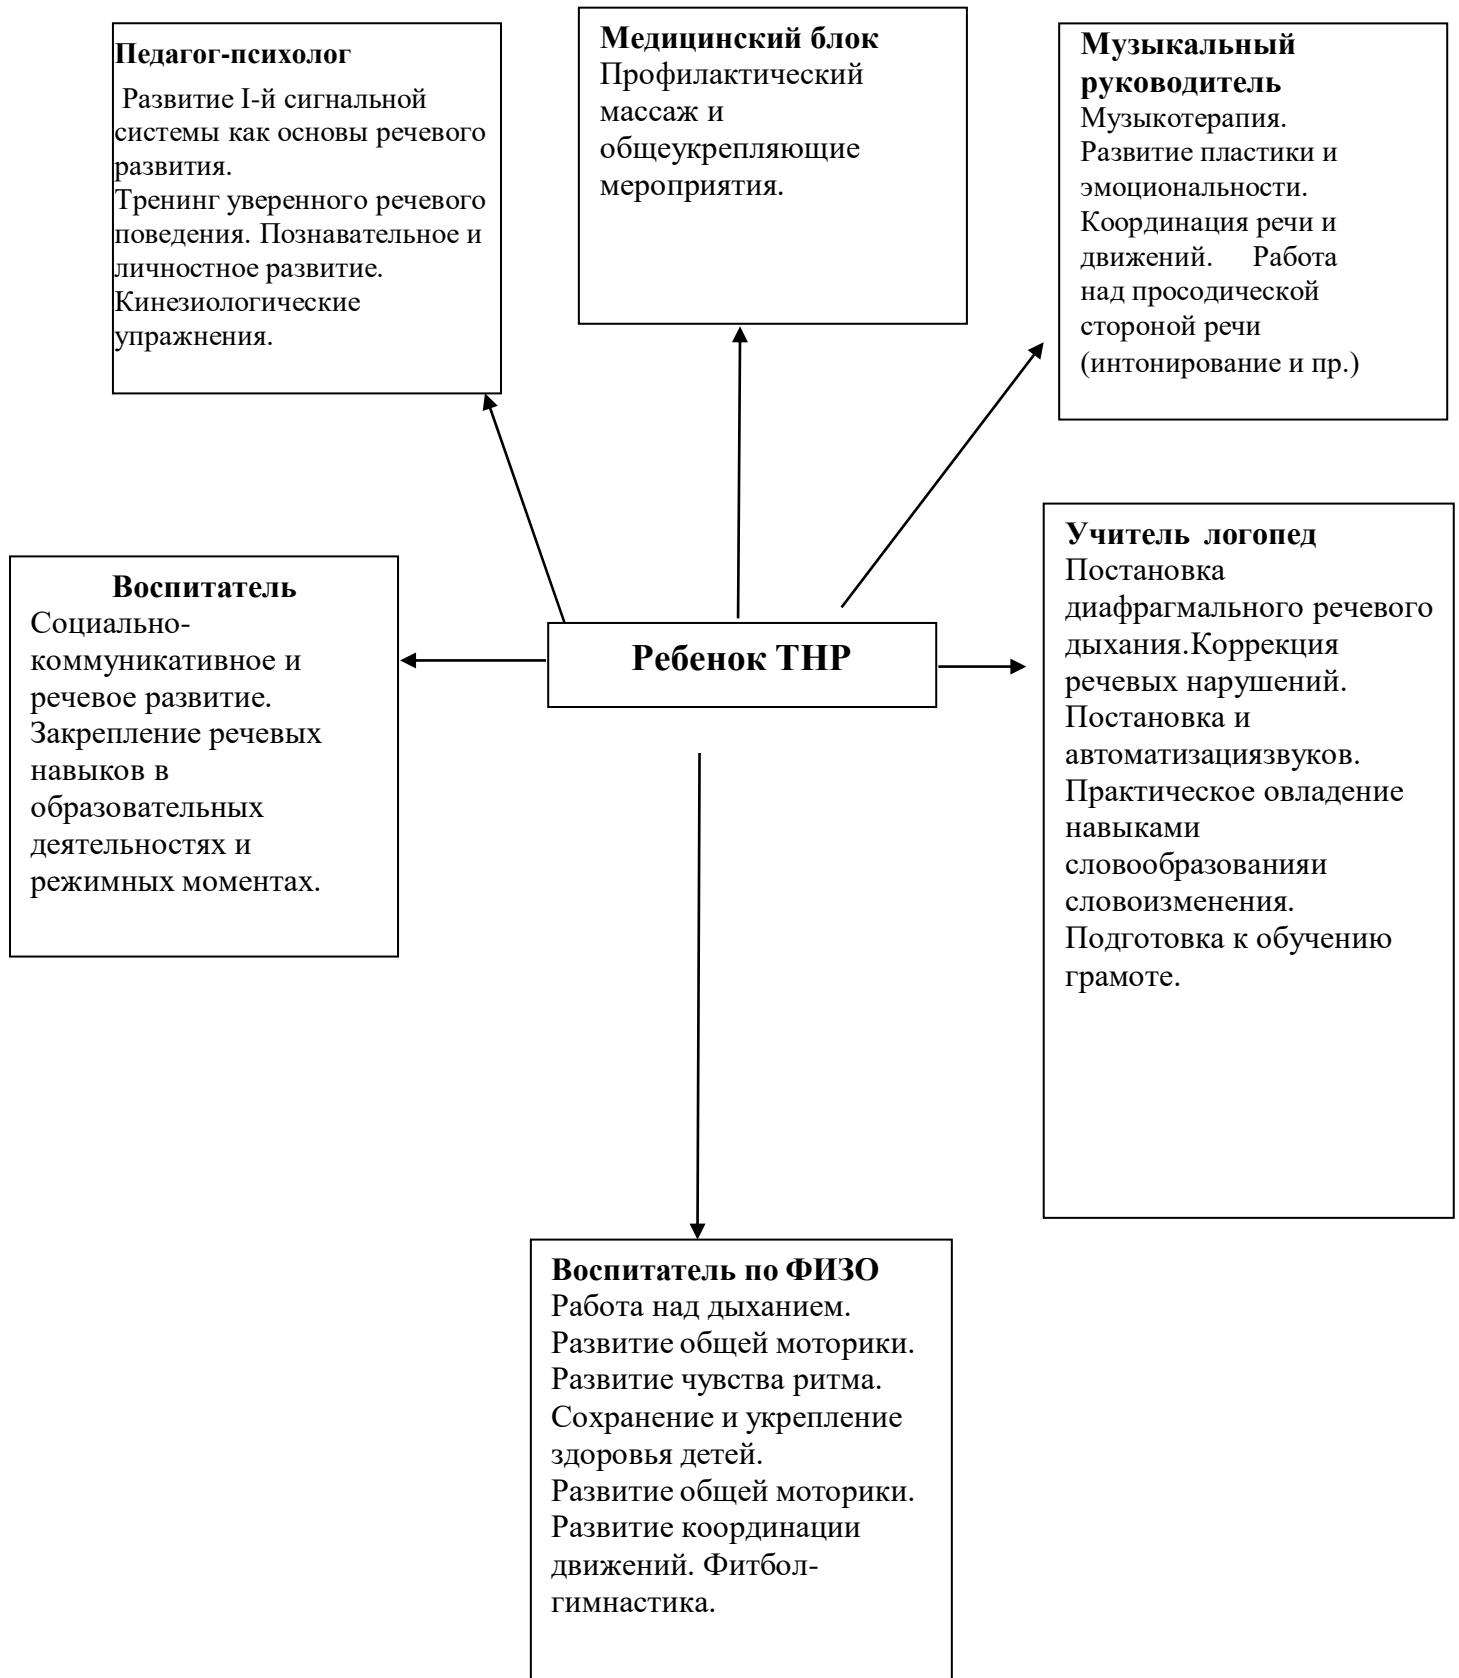 Педагог-психолог
Развитие I-й сигнальной
системы как основы речевого
развития.
Тренинг уверенного речевого
поведения. Познавательное и
личностное развитие.
Кинезиологические
упражнения.
Медицинский блок
Профилактический
массаж и
общеукрепляющие
мероприятия.
Музыкальный
руководитель
Музыкотерапия.
Развитие пластики и
эмоциональности.
Координация речи и
движений. Работа
над просодической
стороной речи
(интонирование и пр.)
Воспитатель
Социально-
коммуникативное и
речевое развитие.
Закрепление речевых
навыков в
образовательных
деятельностях и
режимных моментах.
Ребенок ТНР
Учитель логопед
Постановка
диафрагмального речевого
дыхания.Коррекция
речевых нарушений.
Постановка и
автоматизациязвуков.
Практическое овладение
навыками
словообразованияи
словоизменения.
Подготовка к обучению
грамоте.
Воспитатель по ФИЗО
Работа над дыханием.
Развитие общей моторики.
Развитие чувства ритма.
Сохранение и укрепление
здоровья детей.
Развитие общей моторики.
Развитие координации
движений. Фитбол-
гимнастика.